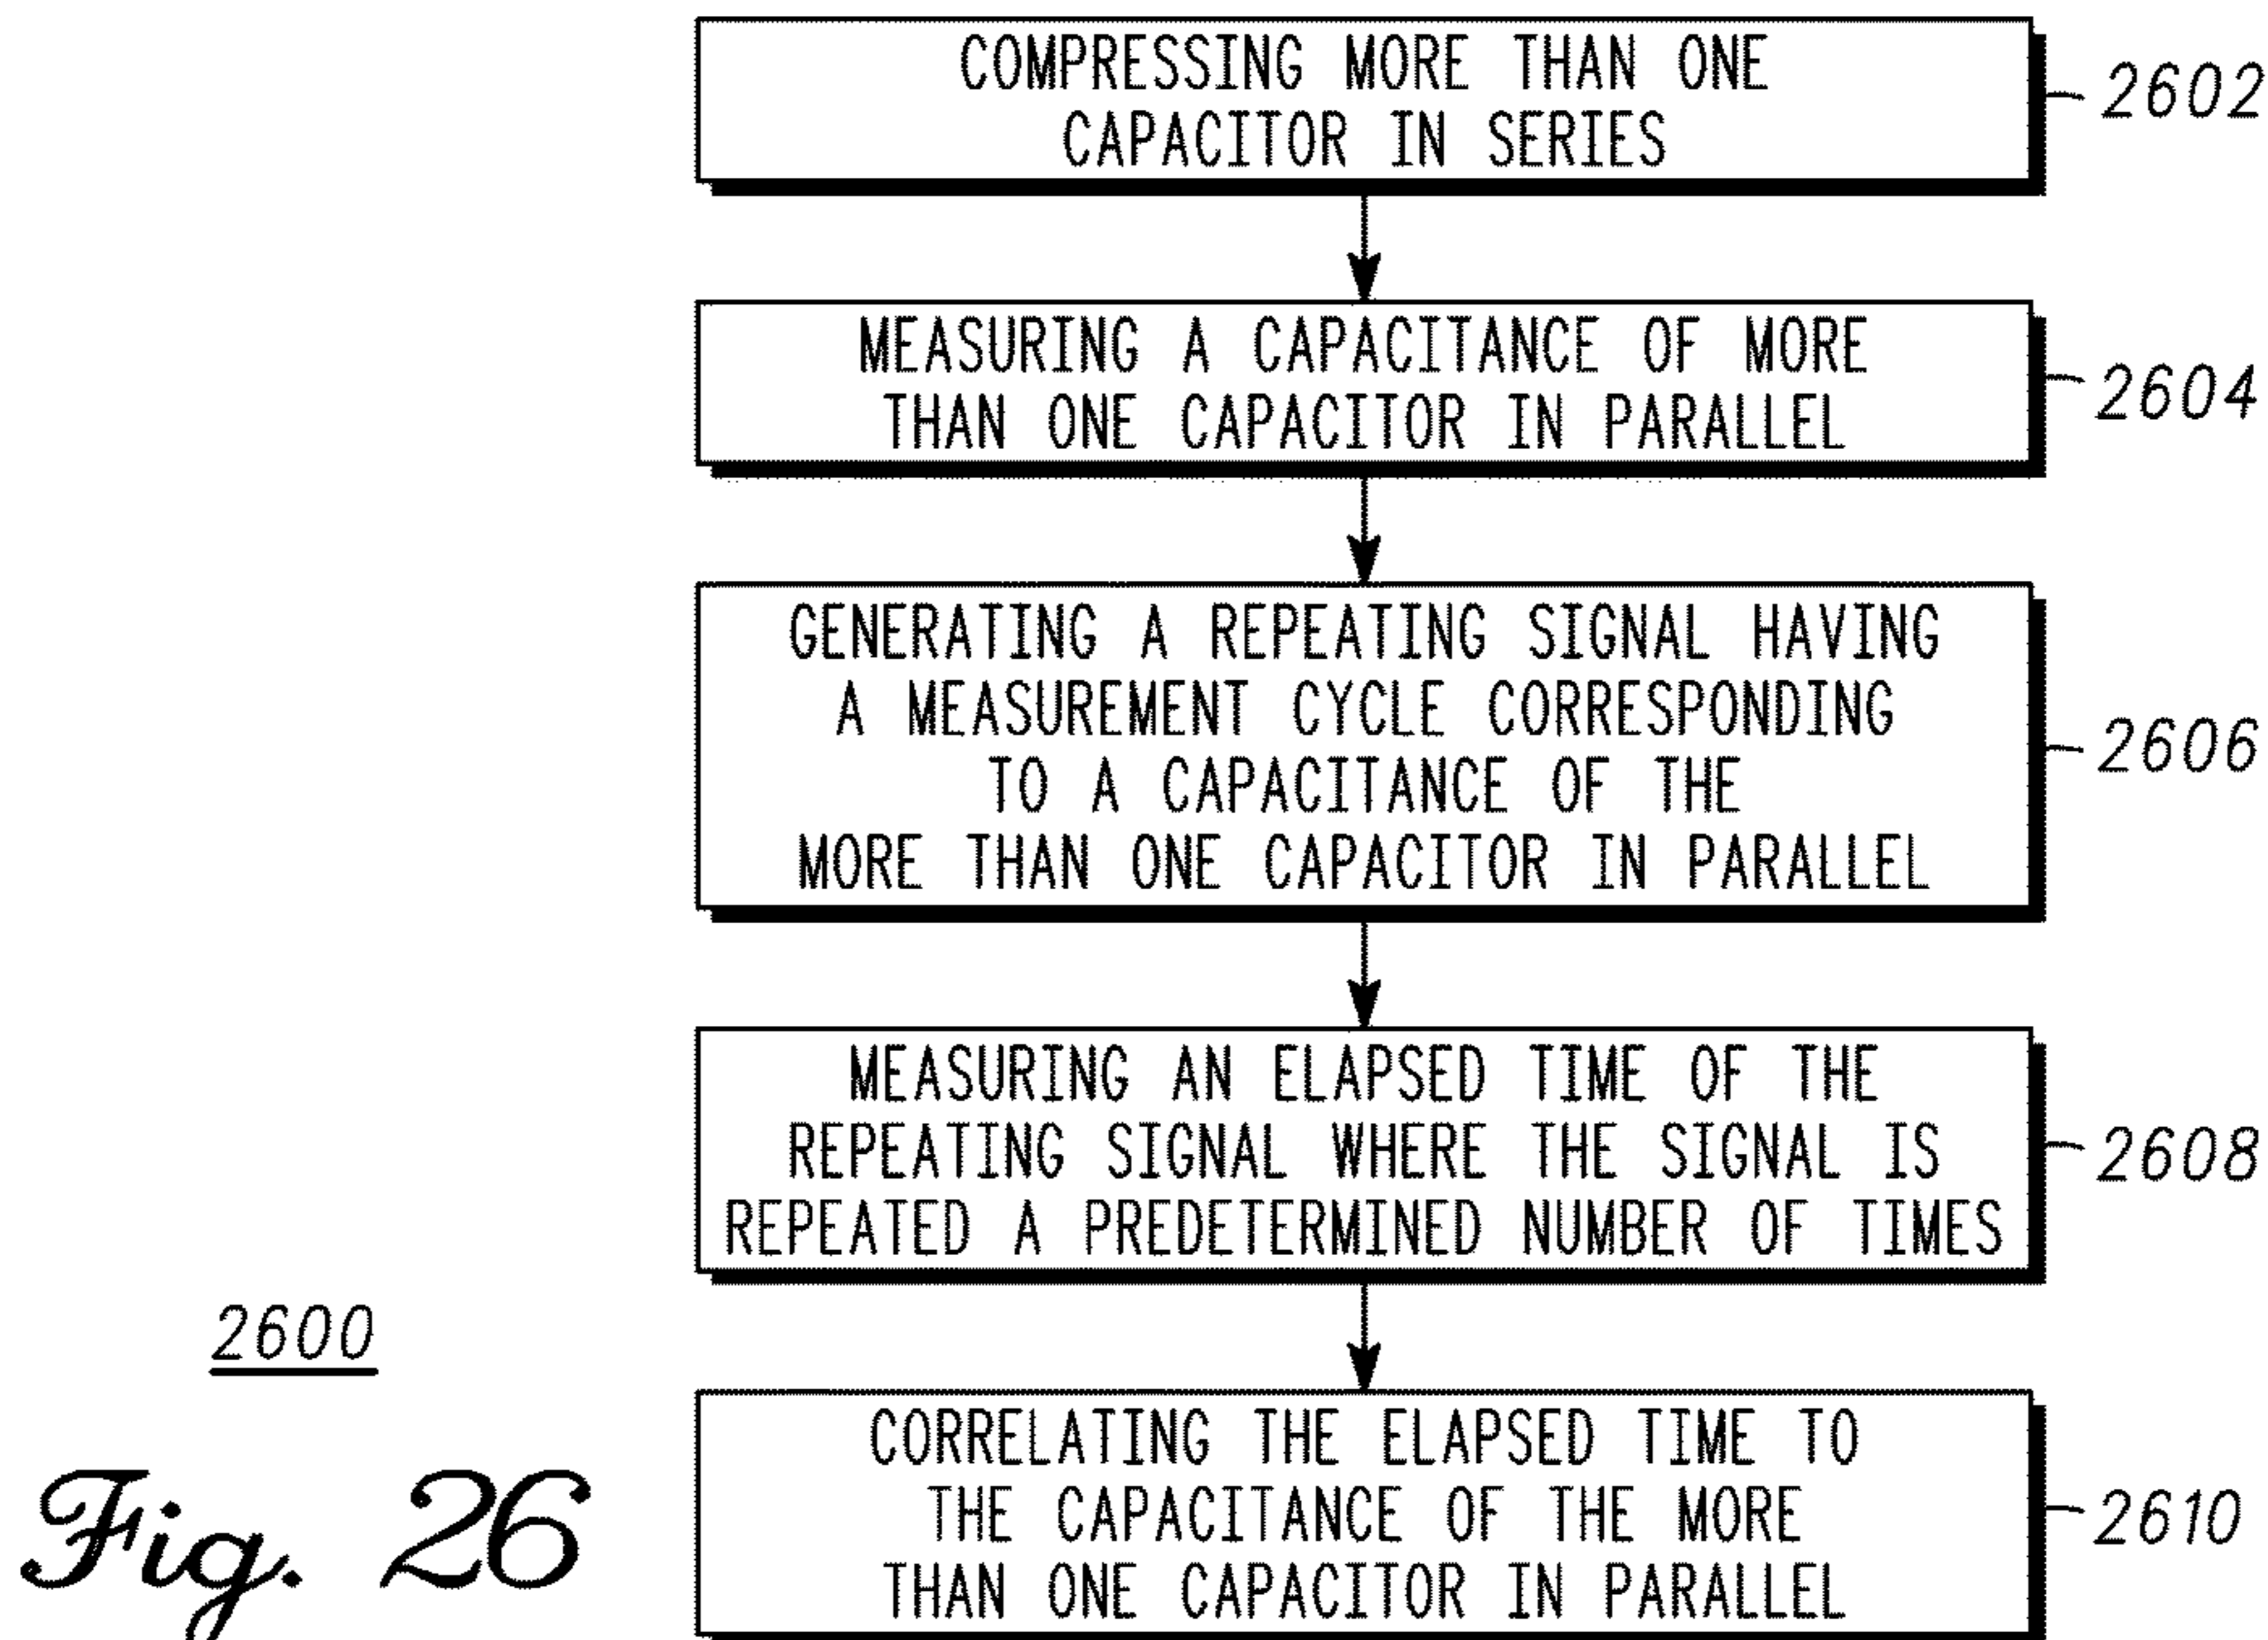 COMPRESSING MORE THAN ONE
CAPACITOR IN SERIES
2602
MEASURING A CAPACITANCE OF MORE
THAN ONE CAPACITOR IN PARALLEL
2604
GENERATING A REPEATING SIGNAL HAVING
A MEASUREMENT CYCLE CORRESPONDING
TO A CAPACITANCE OF THE
MORE THAN ONE CAPACITOR IN PARALLEL
2606
MEASURING AN ELAPSED TIME OF THE
REPEATING SIGNAL WHERE THE SIGNAL IS
REPEATED A PREDETERMINED NUMBER OF TIMES
2608
CORRELATING THE ELAPSED TIME TO
THE CAPACITANCE OF THE MORE
THAN ONE CAPACITOR IN PARALLEL
2610
2600
Fig. 26